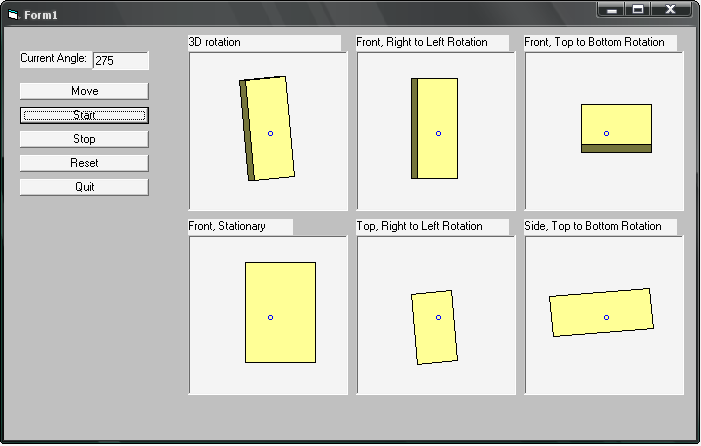 Form1
Current Angle: 275
Move
Start
Stop
Reset
Quit
3D rotation
Front, Right to Left Rotation
Front, Top to Bottom Rotation
Front, Stationary
Top, Right to Left Rotation
Side, Top to Bottom Rotation